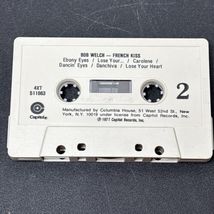 BOB WELCH – FRENCH KISS
Ebony Eyes / Lose Your... / Carolene /
Dancin' Eyes / Danchiva / Lose Your Heart
4XT
511663
Capitol
2
Manufactured by Columbia House, 51 West 52nd St., New
York, N.Y. 10019 under license from Capitol Records, Inc.
℗ 1977 Capitol Records, Inc.